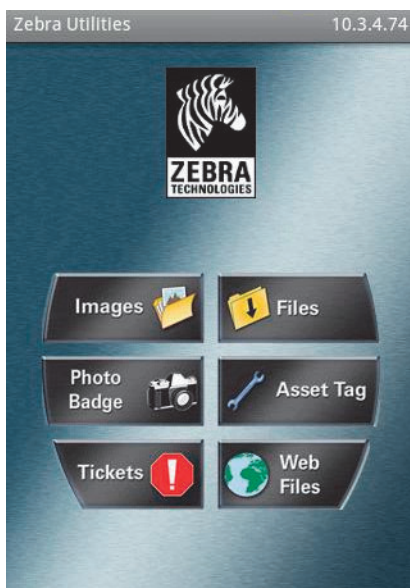 Zebra Utilities 10.3.4.74
ZEBRA
TECHNOLOGIES
Images Files
Photo
Badge
Asset Tag
Tickets
Web
Files